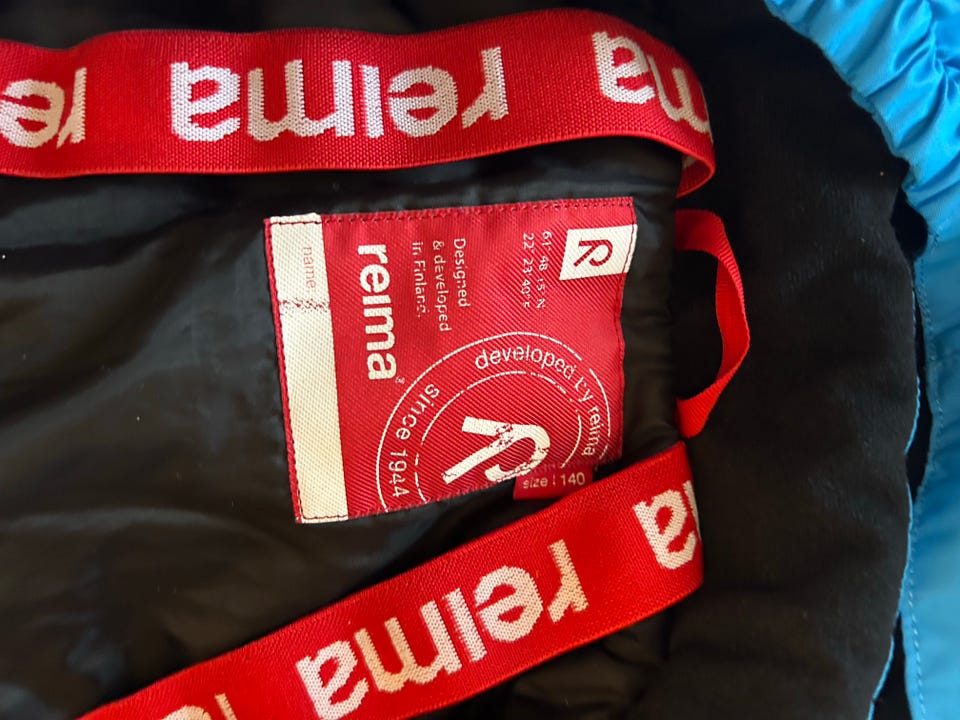 reima
reima
R
Designed
& developed
in Finland.
reima
name
developed by reima
since 1944
size | 140
reima